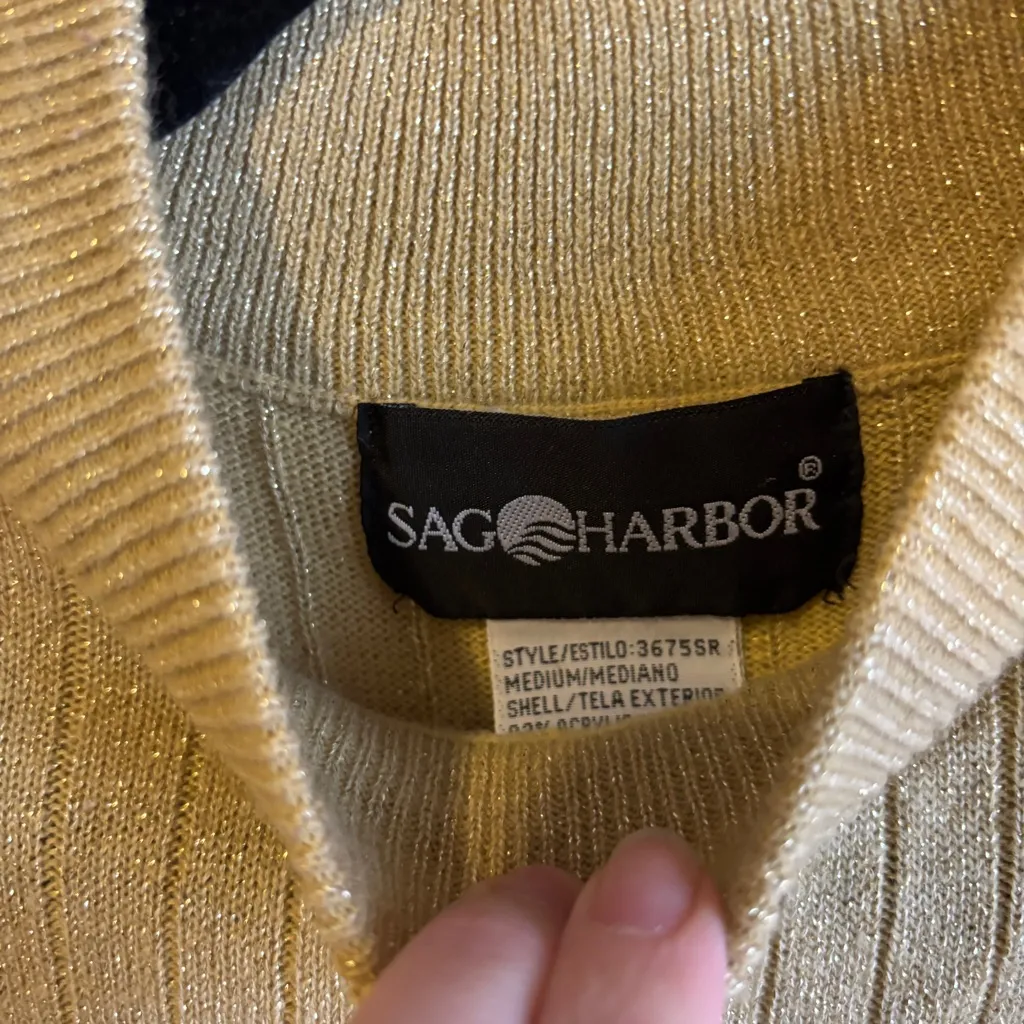 SAG HARBOR®
STYLE/ESTILO:3675SR
MEDIUM/MEDIANO
SHELL/TELA EXTERIOR